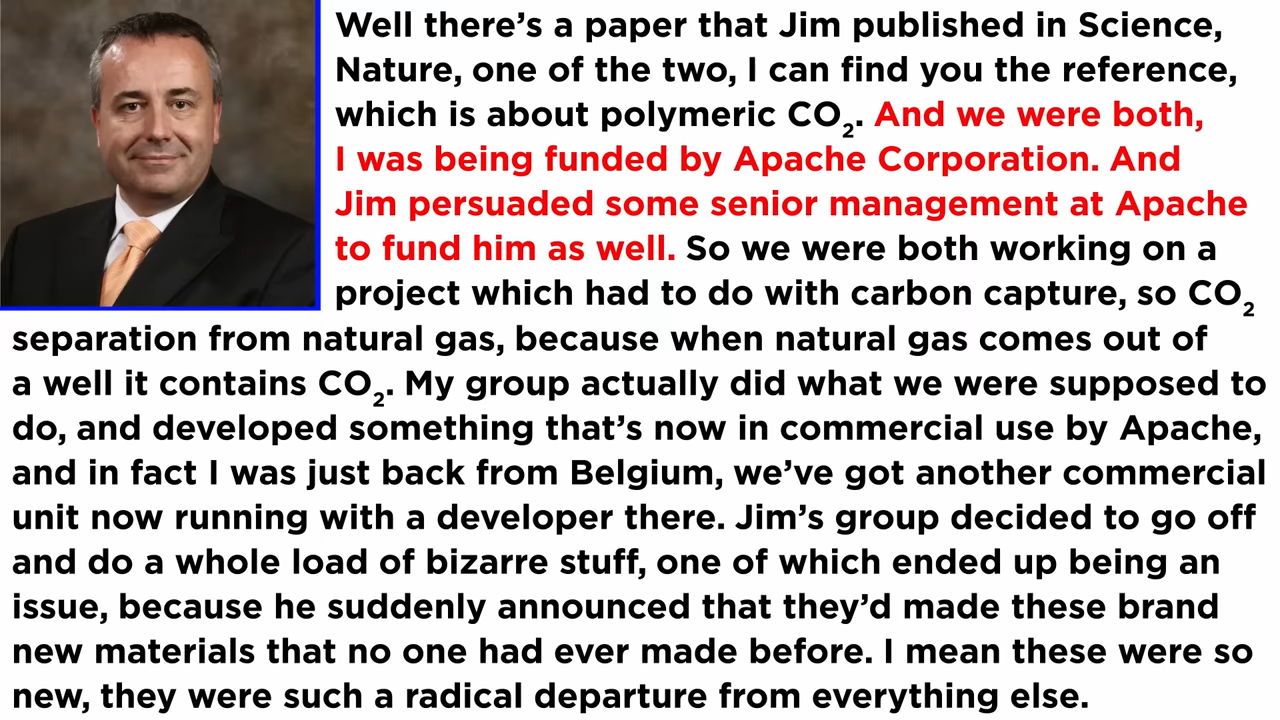 Well there’s a paper that Jim published in Science,
Nature, one of the two, I can find you the reference,
which is about polymeric CO₂. And we were both,
I was being funded by Apache Corporation. And
Jim persuaded some senior management at Apache
to fund him as well. So we were both working on a
project which had to do with carbon capture, so CO₂
separation from natural gas, because when natural gas comes out of
a well it contains CO₂. My group actually did what we were supposed to
do, and developed something that’s now in commercial use by Apache,
and in fact I was just back from Belgium, we’ve got another commercial
unit now running with a developer there. Jim’s group decided to go off
and do a whole load of bizarre stuff, one of which ended up being an
issue, because he suddenly announced that they’d made these brand
new materials that no one had ever made before. I mean these were so
new, they were such a radical departure from everything else.